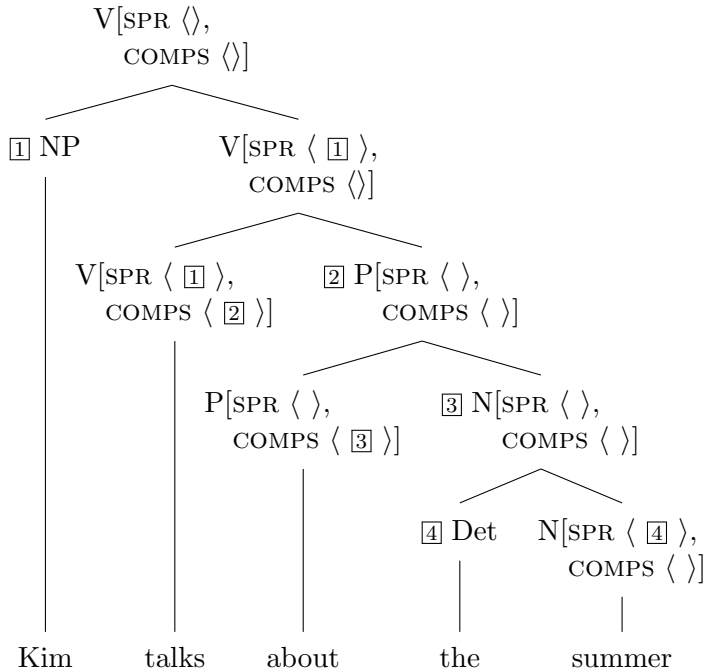 V[SPR ⟨⟩,
COMPS ⟨⟩]
1 NP V[SPR ⟨ 1 ⟩,
COMPS ⟨⟩]
V[SPR ⟨ 1 ⟩, 2 P[SPR ⟨ ⟩,
COMPS ⟨ 2 ⟩] COMPS ⟨ ⟩]
P[SPR ⟨ ⟩, 3 N[SPR ⟨ ⟩,
COMPS ⟨ 3 ⟩] COMPS ⟨ ⟩]
4 Det N[SPR ⟨ 4 ⟩,
COMPS ⟨ ⟩]
Kim talks about the summer